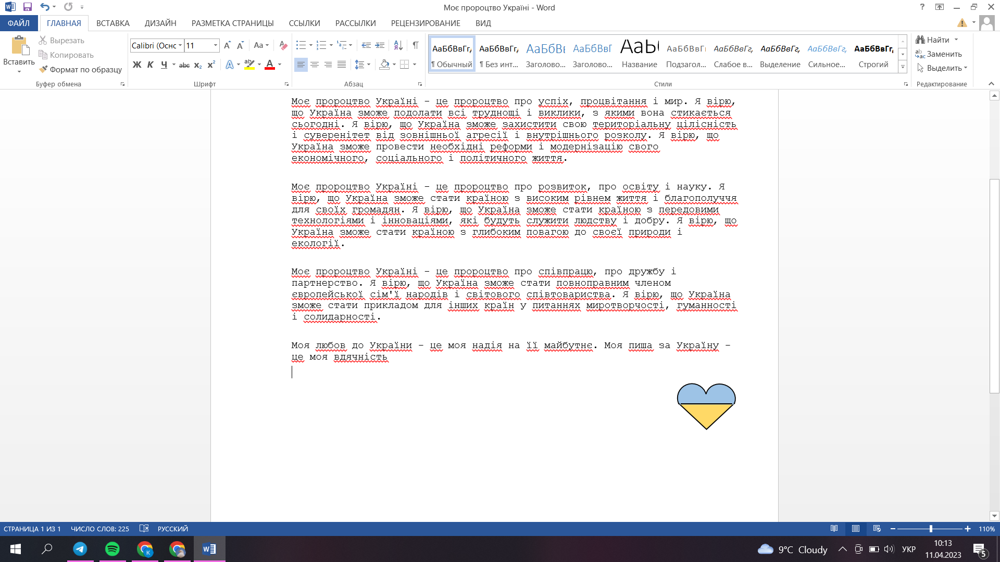 Моє пророцтво Україні - Word
?
ФАЙЛ ГЛАВНАЯ ВСТАВКА ДИЗАЙН РАЗМЕТКА СТРАНИЦЫ ССЫЛКИ РАССЫЛКИ РЕЦЕНЗИРОВАНИЕ ВИД
Вставить
Вырезать
Копировать
Формат по образцу
Буфер обмена
Calibri (Оснс 11
Ж К Ч abc x₂ x²
Шрифт
Абзац
АаБбВвГг, АаБбВвГг, АаБбВв АаБбВвГ АаБ АаБбВвГг АаБбВвГг, АаБбВвГг, АаБбВвГг, АаБбВвГг,
¶ Обычный ¶ Без инт... Заголово... Заголово... Название Подзагол... Слабое в... Выделение Сильное... Строгий
Стили
Найти
Заменить
Выделить
Редактирование
Моє пророцтво Україні – це пророцтво про успіх, процвітання і мир. Я вірю,
що Україна зможе подолати всі труднощі і виклики, з якими вона стикається
сьогодні. Я вірю, що Україна зможе захистити свою територіальну цілісність
і суверенітет від зовнішньої агресії і внутрішнього розколу. Я вірю, що
Україна зможе провести необхідні реформи і модернізацію свого
економічного, соціального і політичного життя.
Моє пророцтво Україні – це пророцтво про розвиток, про освіту і науку. Я
вірю, що Україна зможе стати країною з високим рівнем життя і благополуччя
для своїх громадян. Я вірю, що Україна зможе стати країною з передовими
технологіями і інноваціями, які будуть служити людству і добру. Я вірю, що
Україна зможе стати країною з глибоким повагою до своєї природи і
екології.
Моє пророцтво Україні – це пророцтво про співпрацю, про дружбу і
партнерство. Я вірю, що Україна зможе стати повноправним членом
європейської сім'ї народів і світового співтовариства. Я вірю, що Україна
зможе стати прикладом для інших країн у питаннях миротворчості, гуманності
і солидарності.
Моя любов до України – це моя надія на її майбутнє. Моя пиша за Україну –
це моя вдячність
СТРАНИЦА 1 ИЗ 1 ЧИСЛО СЛОВ: 225 РУССКИЙ 110%
9°C Cloudy УКР 10:13
11.04.2023
5